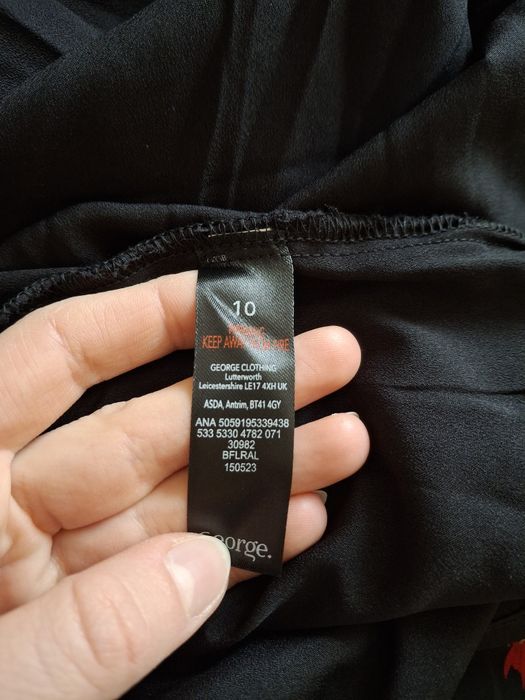 10
WARNING
KEEP AWAY FROM FIRE
GEORGE CLOTHING
Lutterworth
Leicestershire LE17 4XH UK
ASDA, Antrim, BT41 4GY
ANA 5059195339438
533 5330 4782 071
30982
BFLRAL
150523
George.